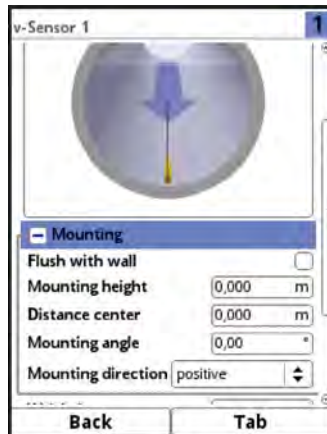 v-Sensor 1
1
Mounting
Flush with wall
Mounting height 0,000 m
Distance center 0,000 m
Mounting angle 0,00 °
Mounting direction positive
Back Tab